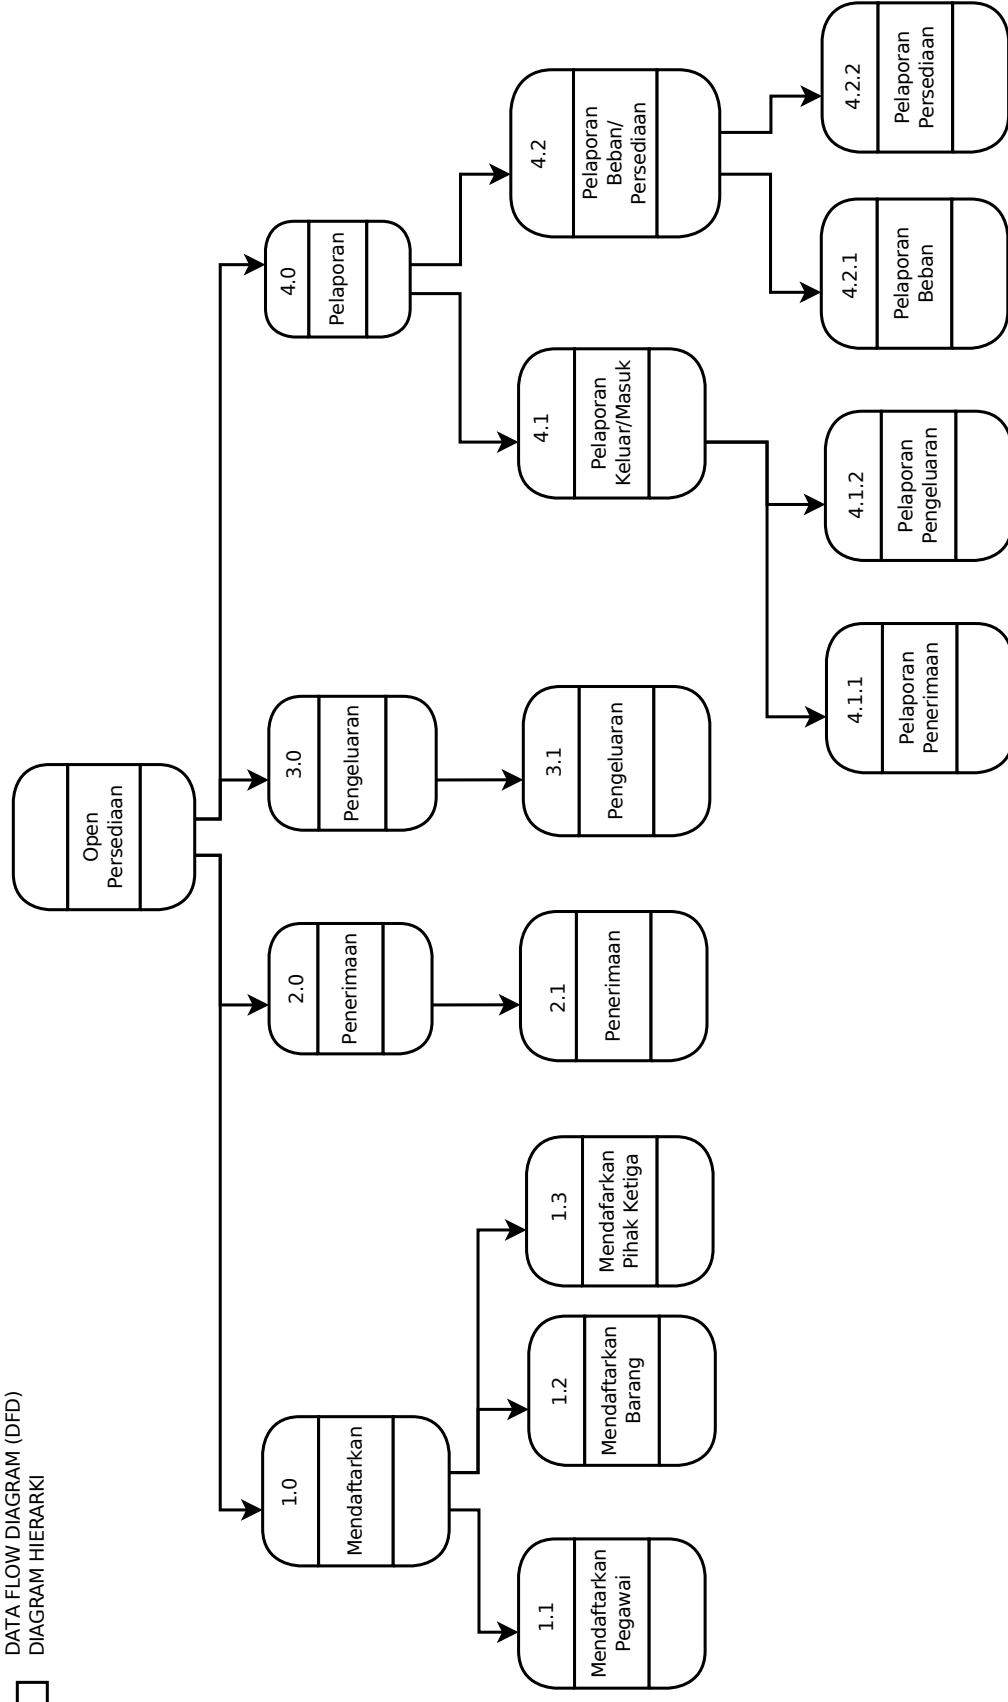 DATA FLOW DIAGRAM (DFD)
DIAGRAM HIERARKI
Open
Persediaan
1.0
Mendaftarkan
2.0
Penerimaan
3.0
Pengeluaran
4.0
Pelaporan
1.1
Mendaftarkan
Pegawai
1.2
Mendaftarkan
Barang
1.3
Mendafarkan
Pihak Ketiga
2.1
Penerimaan
3.1
Pengeluaran
4.1
Pelaporan
Keluar/Masuk
4.2
Pelaporan
Beban/
Persediaan
4.1.1
Pelaporan
Penerimaan
4.1.2
Pelaporan
Pengeluaran
4.2.1
Pelaporan
Beban
4.2.2
Pelaporan
Persediaan